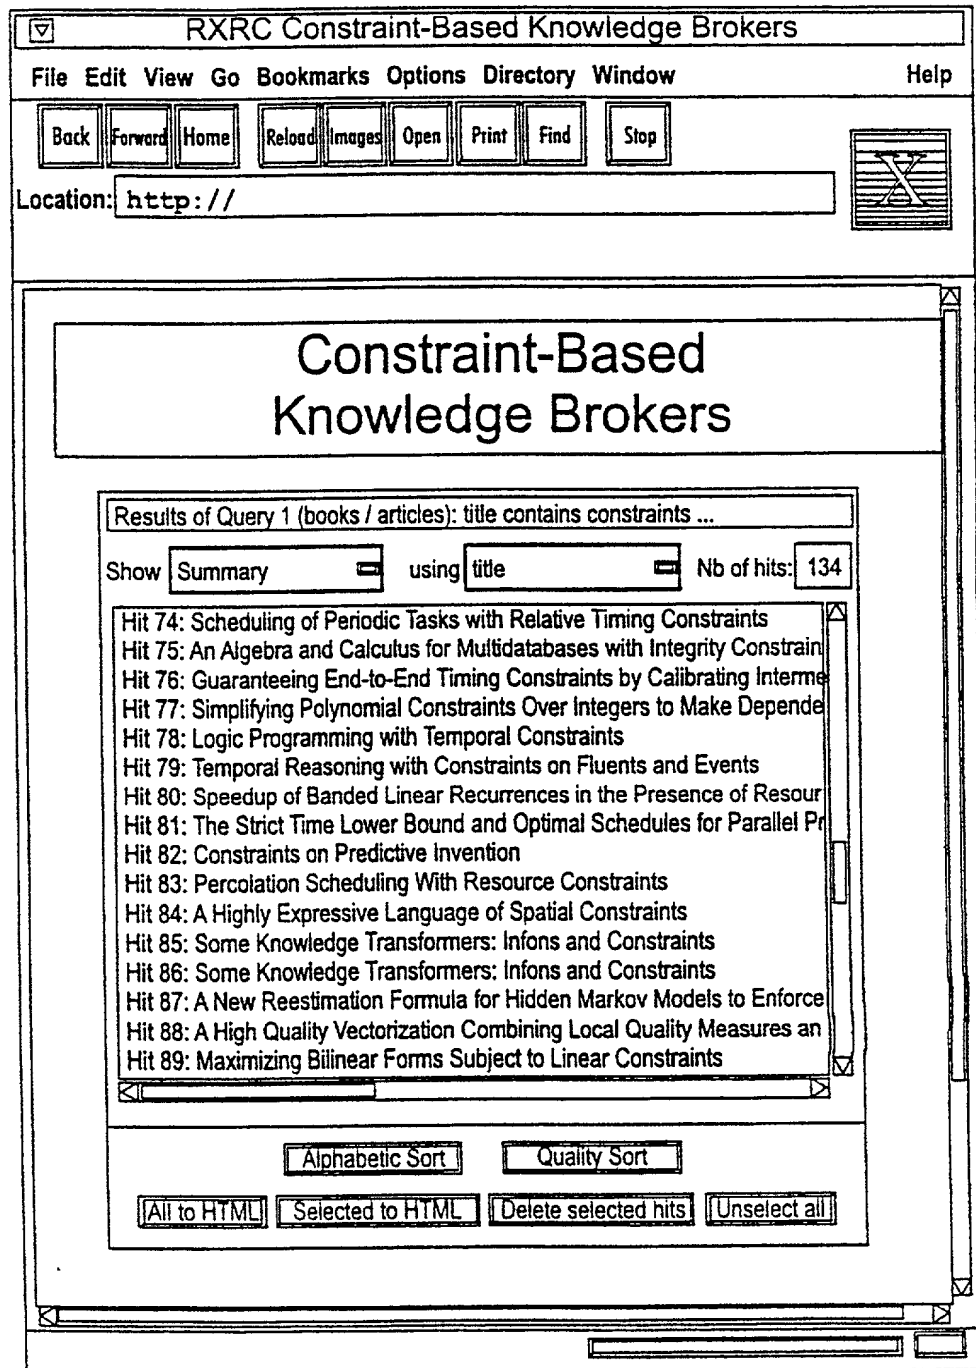 RXRC Constraint-Based Knowledge Brokers
File Edit View Go Bookmarks Options Directory Window Help
Back Forward Home Reload Images Open Print Find Stop
X
Location: http://
Constraint-Based
Knowledge Brokers
Results of Query 1 (books / articles): title contains constraints ...
Show Summary using title Nb of hits: 134
Hit 74: Scheduling of Periodic Tasks with Relative Timing Constraints
Hit 75: An Algebra and Calculus for Multidatabases with Integrity Constrain
Hit 76: Guaranteeing End-to-End Timing Constraints by Calibrating Interme
Hit 77: Simplifying Polynomial Constraints Over Integers to Make Depende
Hit 78: Logic Programming with Temporal Constraints
Hit 79: Temporal Reasoning with Constraints on Fluents and Events
Hit 80: Speedup of Banded Linear Recurrences in the Presence of Resour
Hit 81: The Strict Time Lower Bound and Optimal Schedules for Parallel Pr
Hit 82: Constraints on Predictive Invention
Hit 83: Percolation Scheduling With Resource Constraints
Hit 84: A Highly Expressive Language of Spatial Constraints
Hit 85: Some Knowledge Transformers: Infons and Constraints
Hit 86: Some Knowledge Transformers: Infons and Constraints
Hit 87: A New Reestimation Formula for Hidden Markov Models to Enforce
Hit 88: A High Quality Vectorization Combining Local Quality Measures an
Hit 89: Maximizing Bilinear Forms Subject to Linear Constraints
Alphabetic Sort Quality Sort
All to HTML Selected to HTML Delete selected hits Unselect all